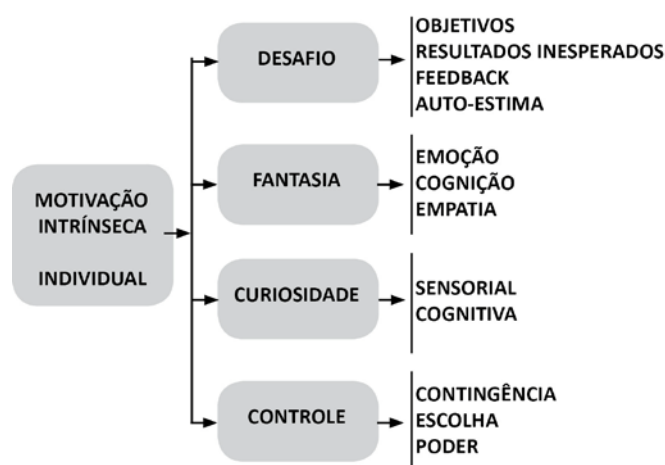 MOTIVAÇÃO
INTRÍNSECA
INDIVIDUAL
DESAFIO
OBJETIVOS
RESULTADOS INESPERADOS
FEEDBACK
AUTO-ESTIMA
FANTASIA
EMOÇÃO
COGNIÇÃO
EMPATIA
CURIOSIDADE
SENSORIAL
COGNITIVA
CONTROLE
CONTINGÊNCIA
ESCOLHA
PODER